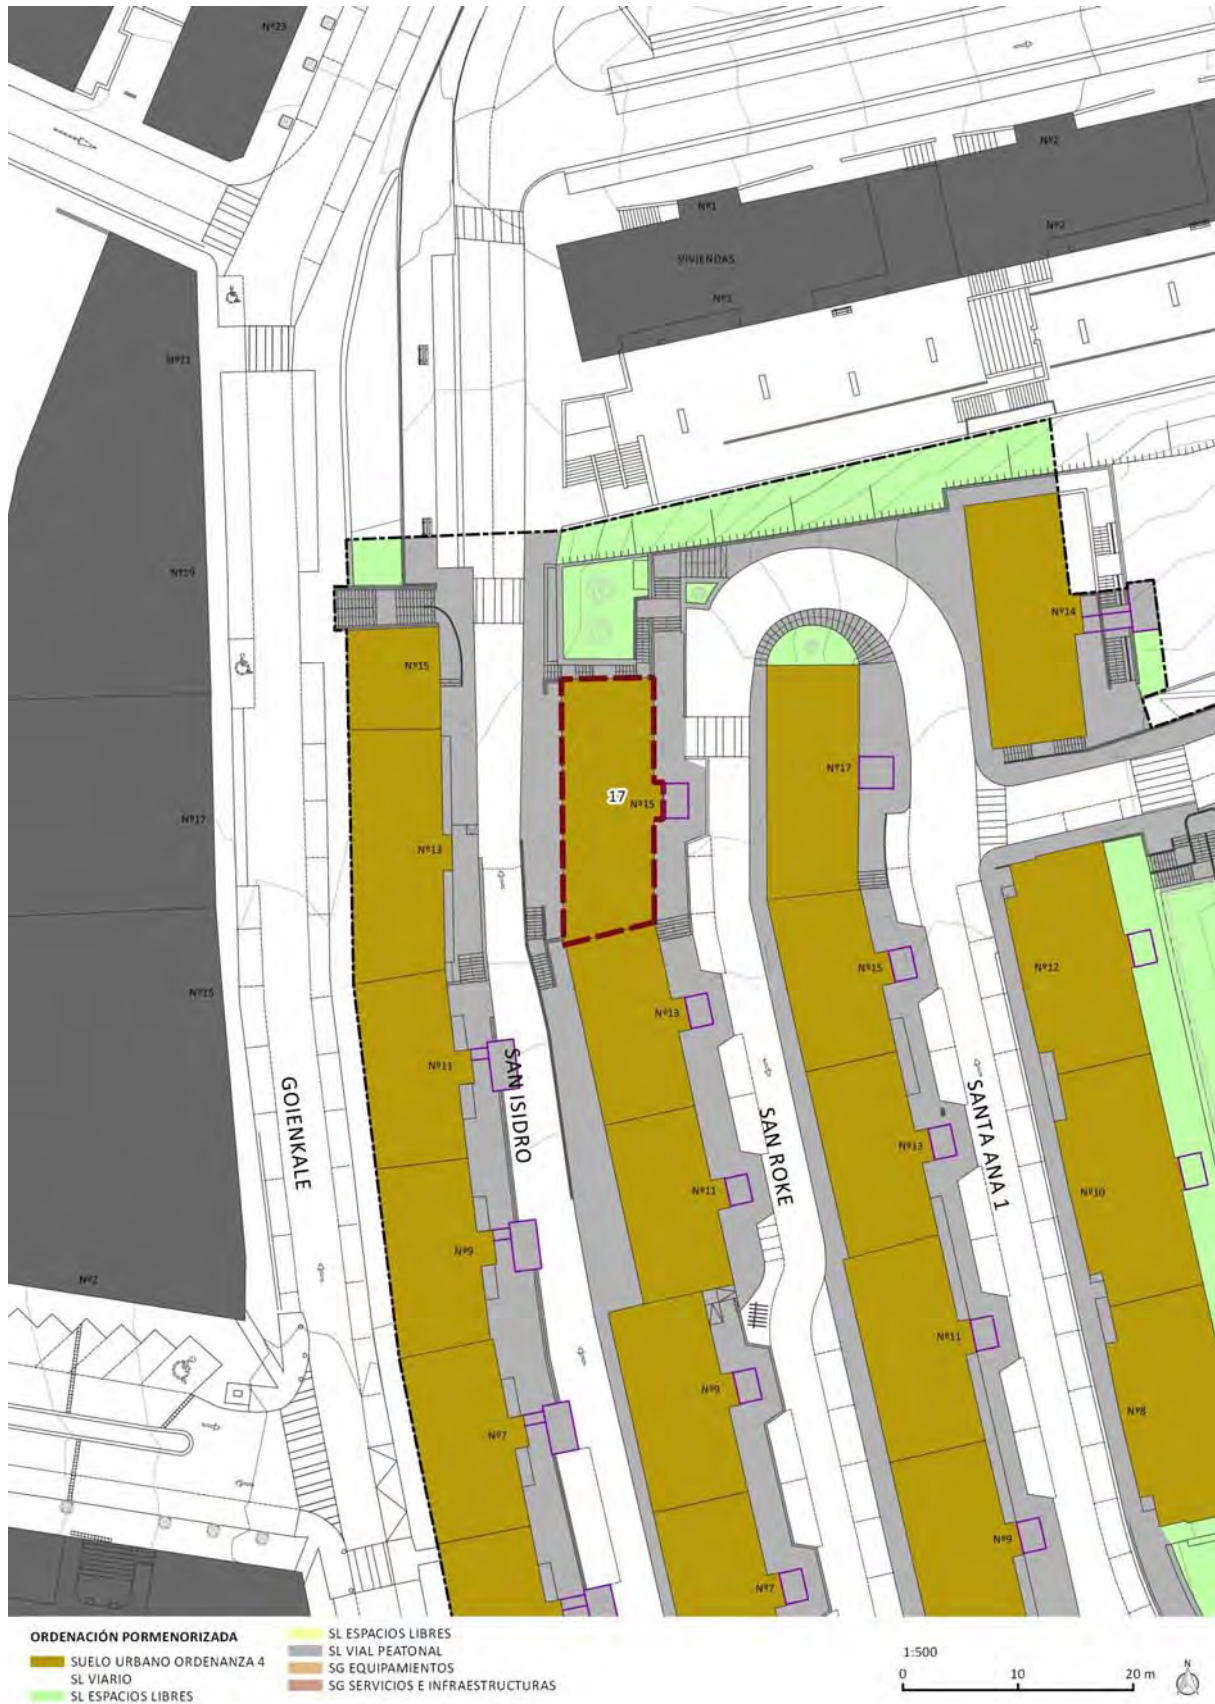 Nº23
Nº2
Nº1
Nº2
VIVIENDAS
Nº1
Nº21
Nº19
Nº14
Nº15
Nº17
17
Nº15
Nº17
Nº13
Nº15
Nº12
Nº15
Nº13
Nº11
Nº13
GOIENKALE
SAN ISIDRO
SAN ROKE
SANTA ANA 1
Nº11
Nº10
Nº9
Nº2
Nº11
Nº9
Nº8
Nº7
Nº9
Nº7
ORDENACIÓN PORMENORIZADA
SUELO URBANO ORDENANZA 4
SL VIARIO
SL ESPACIOS LIBRES
SL ESPACIOS LIBRES
SL VIAL PEATONAL
SG EQUIPAMIENTOS
SG SERVICIOS E INFRAESTRUCTURAS
1:500
0 10 20 m
N